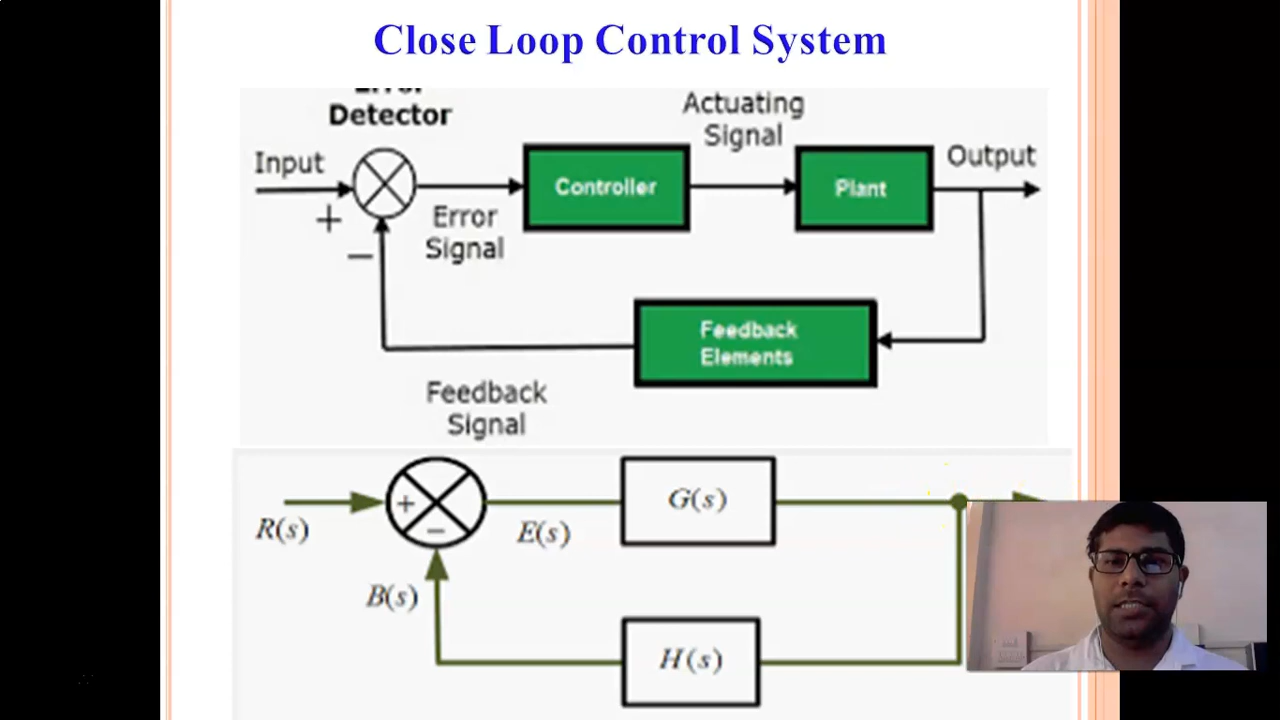 Close Loop Control System
Detector
Actuating
Signal
Input
Output
Controller
Plant
+
Error
Signal
−
Feedback
Elements
Feedback
Signal
+
G(s)
R(s)
−
E(s)
B(s)
H(s)